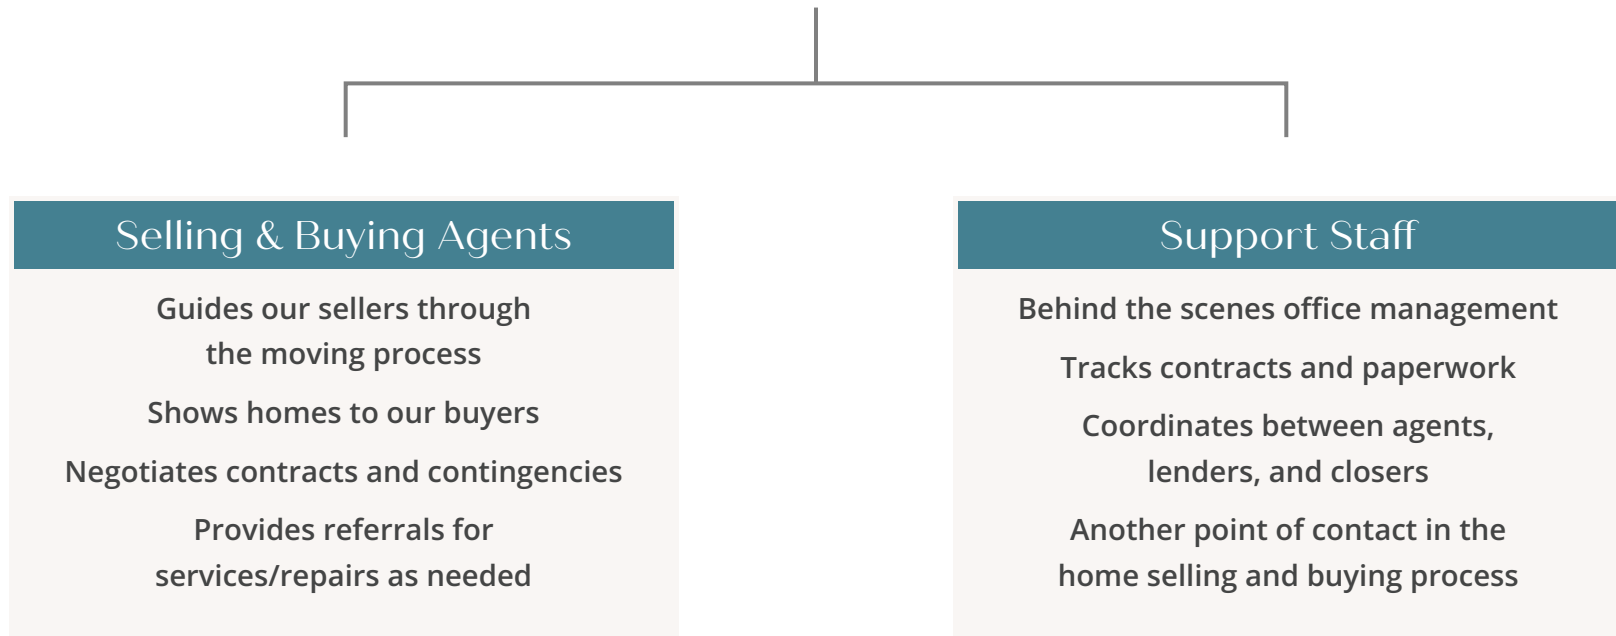 Selling & Buying Agents
Guides our sellers through
the moving process
Shows homes to our buyers
Negotiates contracts and contingencies
Provides referrals for
services/repairs as needed
Support Staff
Behind the scenes office management
Tracks contracts and paperwork
Coordinates between agents,
lenders, and closers
Another point of contact in the
home selling and buying process